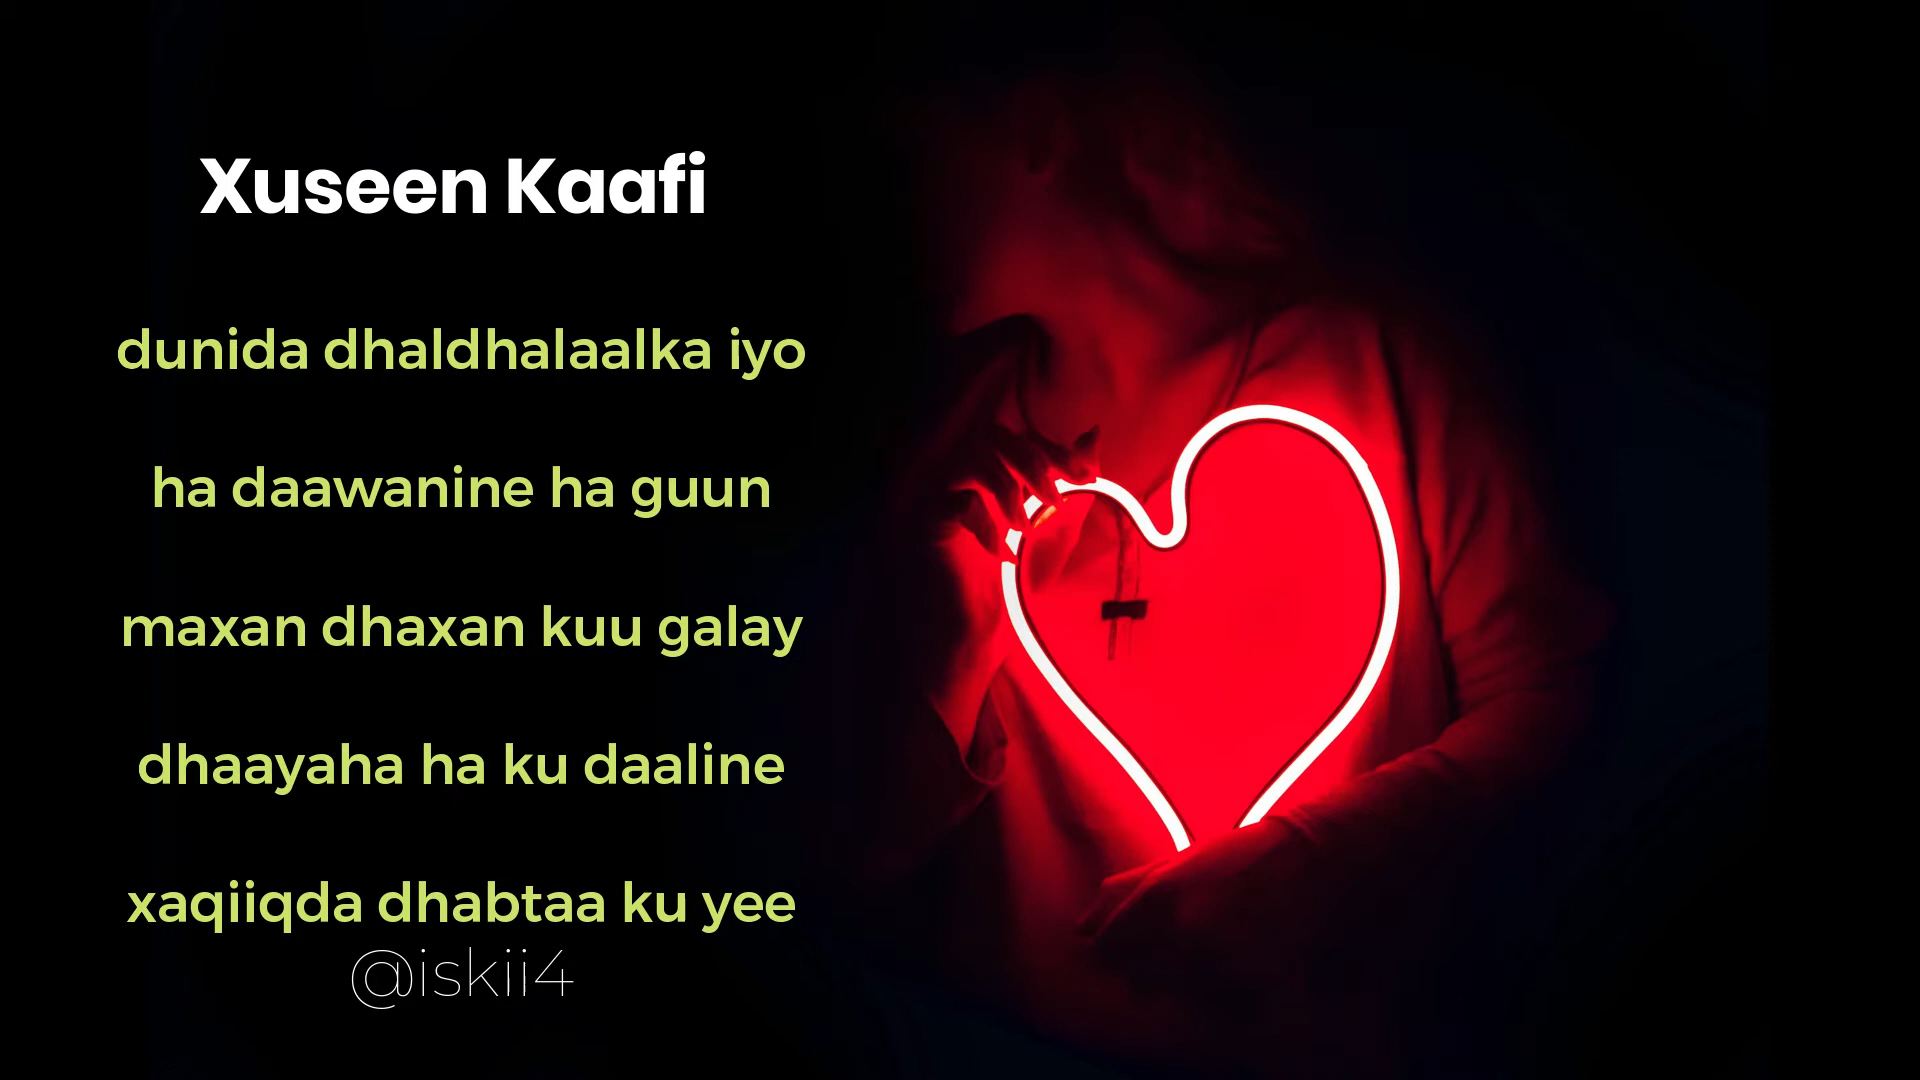 Xuseen Kaafi
dunida dhaldhalaalka iyo
ha daawanine ha guun
maxan dhaxan kuu galay
dhaayaha ha ku daaline
xaqiiqda dhabtaa ku yee
@iskii4